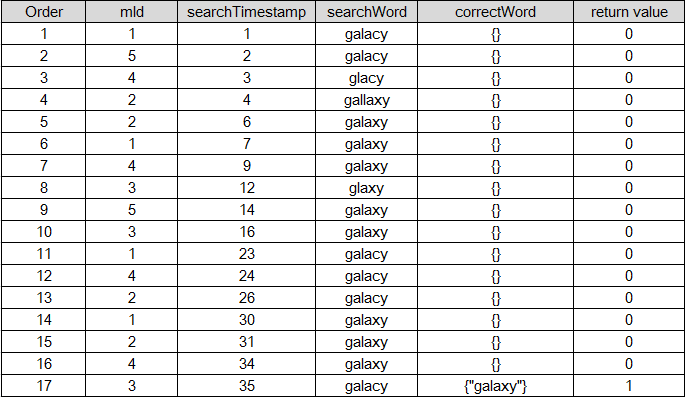 Order mId searchTimestamp searchWord correctWord return value
1 1 1 galacy {} 0
2 5 2 galacy {} 0
3 4 3 glacy {} 0
4 2 4 gallaxy {} 0
5 2 6 galaxy {} 0
6 1 7 galaxy {} 0
7 4 9 galaxy {} 0
8 3 12 glaxy {} 0
9 5 14 galaxy {} 0
10 3 16 galaxy {} 0
11 1 23 galacy {} 0
12 4 24 galacy {} 0
13 2 26 galacy {} 0
14 1 30 galaxy {} 0
15 2 31 galaxy {} 0
16 4 34 galaxy {} 0
17 3 35 galacy {"galaxy"} 1